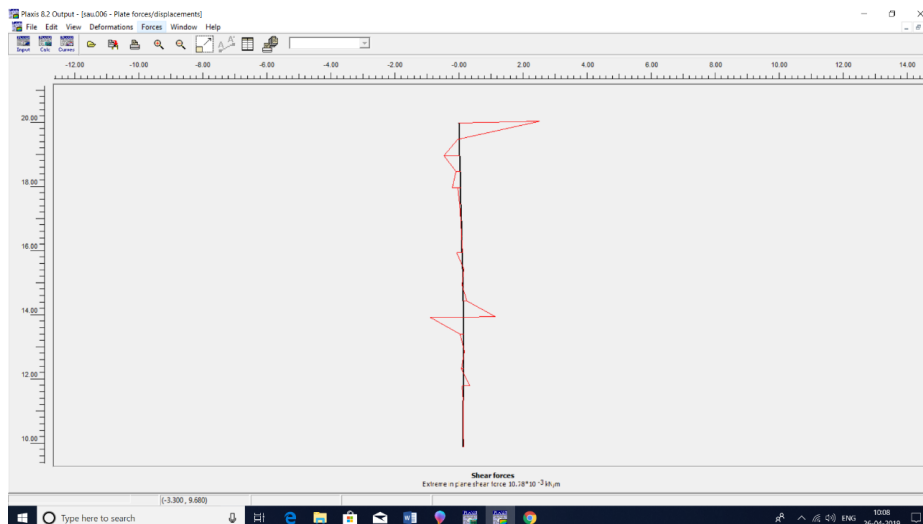 Plaxis 8.2 Output - [sau.006 - Plate forces/displacements]
File Edit View Deformations Forces Window Help
Input Calc Curves
-12.00 -10.00 -8.00 -6.00 -4.00 -2.00 -0.00 2.00 4.00 6.00 8.00 10.00 12.00 14.00
20.00
18.00
16.00
14.00
12.00
10.00
Shear forces
Extreme in plane shear force 10.78*10 -3 kN/m
(-3.300 , 9.680)
Type here to search
ENG
10:08
26-04-2019